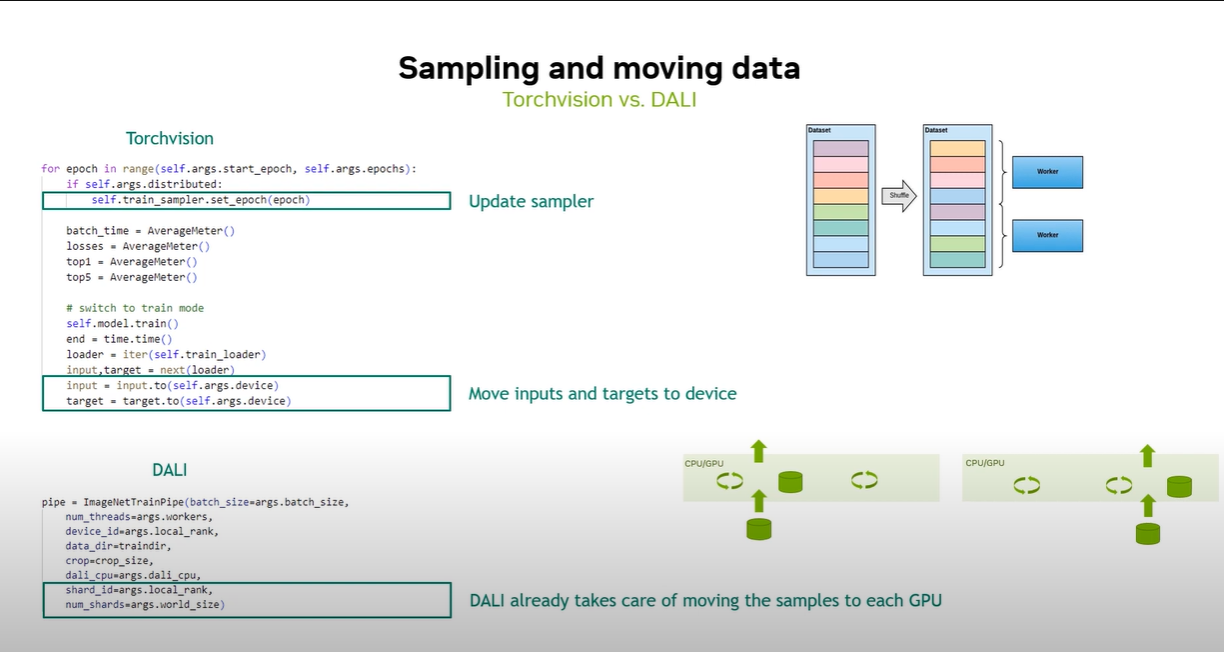 Sampling and moving data
Torchvision vs. DALI
Torchvision
for epoch in range(self.args.start_epoch, self.args.epochs):
if self.args.distributed:
self.train_sampler.set_epoch(epoch)
Update sampler
batch_time = AverageMeter()
losses = AverageMeter()
top1 = AverageMeter()
top5 = AverageMeter()
# switch to train mode
self.model.train()
end = time.time()
loader = iter(self.train_loader)
input,target = next(loader)
input = input.to(self.args.device)
target = target.to(self.args.device)
Move inputs and targets to device
Dataset
Shuffle
Dataset
Worker
Worker
DALI
pipe = ImageNetTrainPipe(batch_size=args.batch_size,
num_threads=args.workers,
device_id=args.local_rank,
data_dir=traindir,
crop=crop_size,
dali_cpu=args.dali_cpu,
shard_id=args.local_rank,
num_shards=args.world_size)
DALI already takes care of moving the samples to each GPU
CPU/GPU
CPU/GPU